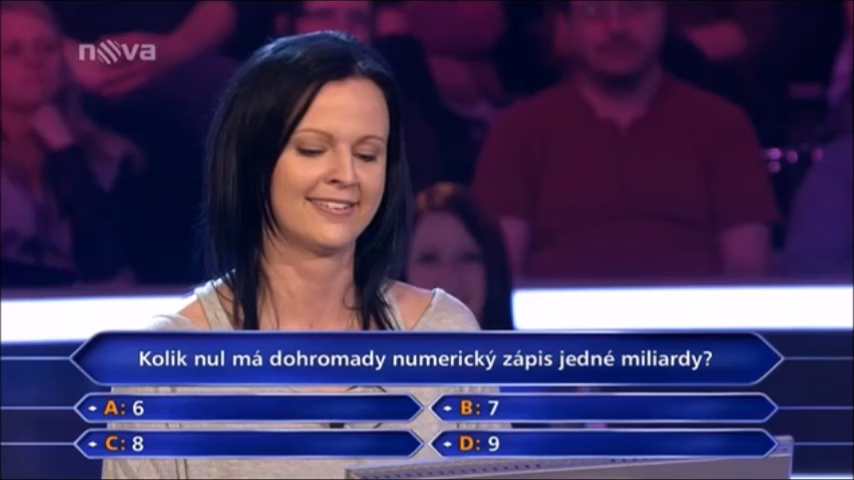 nova
Kolik nul má dohromady numerický zápis jedné miliardy?
A: 6
B: 7
C: 8
D: 9